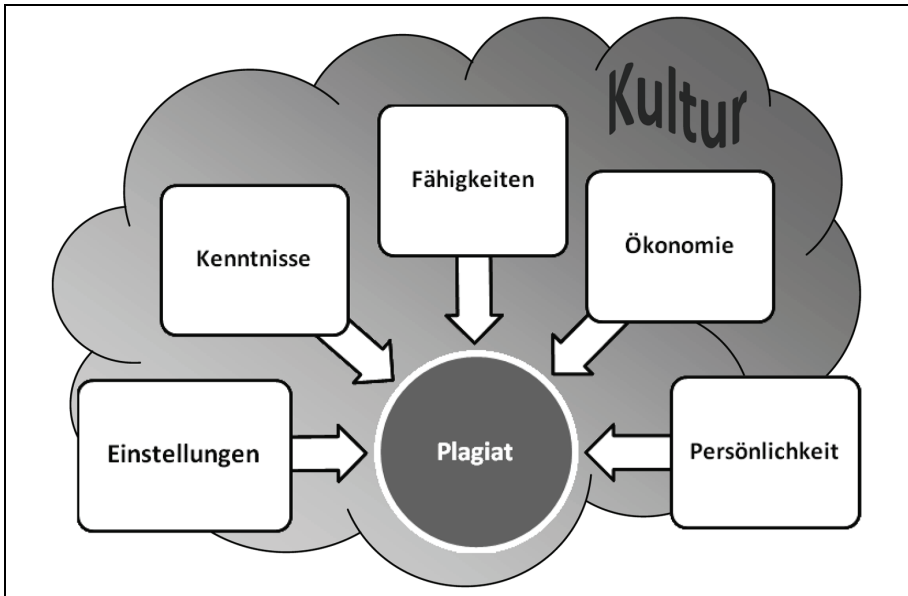 Kultur
Fähigkeiten
Ökonomie
Kenntnisse
Einstellungen
Plagiat
Persönlichkeit